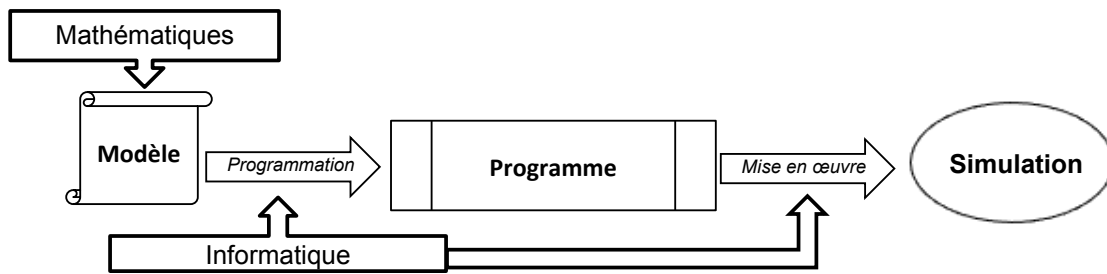 Mathématiques
Modèle
Programmation
Programme
Mise en œuvre
Simulation
Informatique